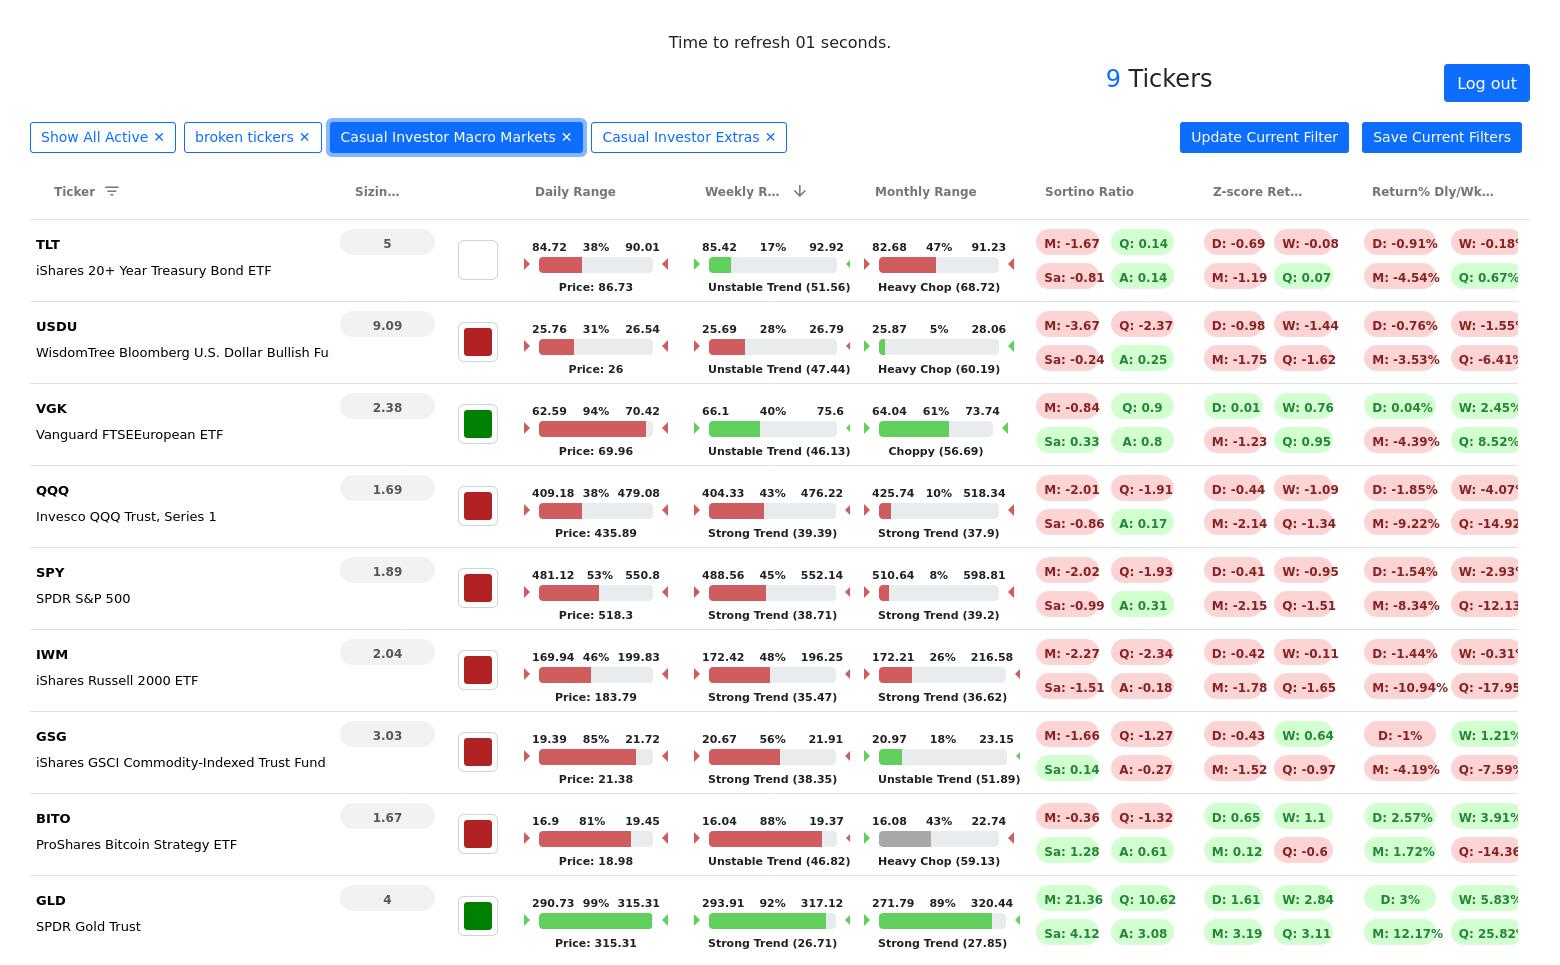 Time to refresh 01 seconds.
9 Tickers
Log out
Show All Active ✕ broken tickers ✕ Casual Investor Macro Markets ✕ Casual Investor Extras ✕ Update Current Filter Save Current Filters
Ticker Sizin… Daily Range Weekly R… Monthly Range Sortino Ratio Z-score Ret… Return% Dly/Wk…
TLT 5 84.72 38% 90.01 85.42 17% 92.92 82.68 47% 91.23 M: -1.67 Q: 0.14 D: -0.69 W: -0.08 D: -0.91% W: -0.18%
iShares 20+ Year Treasury Bond ETF Sa: -0.81 A: 0.14 M: -1.19 Q: 0.07 M: -4.54% Q: 0.67%
Price: 86.73 Unstable Trend (51.56) Heavy Chop (68.72)
USDU 9.09 25.76 31% 26.54 25.69 28% 26.79 25.87 5% 28.06 M: -3.67 Q: -2.37 D: -0.98 W: -1.44 D: -0.76% W: -1.55%
WisdomTree Bloomberg U.S. Dollar Bullish Fu Sa: -0.24 A: 0.25 M: -1.75 Q: -1.62 M: -3.53% Q: -6.41%
Price: 26 Unstable Trend (47.44) Heavy Chop (60.19)
VGK 2.38 62.59 94% 70.42 66.1 40% 75.6 64.04 61% 73.74 M: -0.84 Q: 0.9 D: 0.01 W: 0.76 D: 0.04% W: 2.45%
Vanguard FTSEEuropean ETF Sa: 0.33 A: 0.8 M: -1.23 Q: 0.95 M: -4.39% Q: 8.52%
Price: 69.96 Unstable Trend (46.13) Choppy (56.69)
QQQ 1.69 409.18 38% 479.08 404.33 43% 476.22 425.74 10% 518.34 M: -2.01 Q: -1.91 D: -0.44 W: -1.09 D: -1.85% W: -4.07%
Invesco QQQ Trust, Series 1 Sa: -0.86 A: 0.17 M: -2.14 Q: -1.34 M: -9.22% Q: -14.92
Price: 435.89 Strong Trend (39.39) Strong Trend (37.9)
SPY 1.89 481.12 53% 550.8 488.56 45% 552.14 510.64 8% 598.81 M: -2.02 Q: -1.93 D: -0.41 W: -0.95 D: -1.54% W: -2.93%
SPDR S&P 500 Sa: -0.99 A: 0.31 M: -2.15 Q: -1.51 M: -8.34% Q: -12.13
Price: 518.3 Strong Trend (38.71) Strong Trend (39.2)
IWM 2.04 169.94 46% 199.83 172.42 48% 196.25 172.21 26% 216.58 M: -2.27 Q: -2.34 D: -0.42 W: -0.11 D: -1.44% W: -0.31%
iShares Russell 2000 ETF Sa: -1.51 A: -0.18 M: -1.78 Q: -1.65 M: -10.94% Q: -17.95
Price: 183.79 Strong Trend (35.47) Strong Trend (36.62)
GSG 3.03 19.39 85% 21.72 20.67 56% 21.91 20.97 18% 23.15 M: -1.66 Q: -1.27 D: -0.43 W: 0.64 D: -1% W: 1.21%
iShares GSCI Commodity-Indexed Trust Fund Sa: 0.14 A: -0.27 M: -1.52 Q: -0.97 M: -4.19% Q: -7.59%
Price: 21.38 Strong Trend (38.35) Unstable Trend (51.89)
BITO 1.67 16.9 81% 19.45 16.04 88% 19.37 16.08 43% 22.74 M: -0.36 Q: -1.32 D: 0.65 W: 1.1 D: 2.57% W: 3.91%
ProShares Bitcoin Strategy ETF Sa: 1.28 A: 0.61 M: 0.12 Q: -0.6 M: 1.72% Q: -14.36
Price: 18.98 Unstable Trend (46.82) Heavy Chop (59.13)
GLD 4 290.73 99% 315.31 293.91 92% 317.12 271.79 89% 320.44 M: 21.36 Q: 10.62 D: 1.61 W: 2.84 D: 3% W: 5.83%
SPDR Gold Trust Sa: 4.12 A: 3.08 M: 3.19 Q: 3.11 M: 12.17% Q: 25.82%
Price: 315.31 Strong Trend (26.71) Strong Trend (27.85)